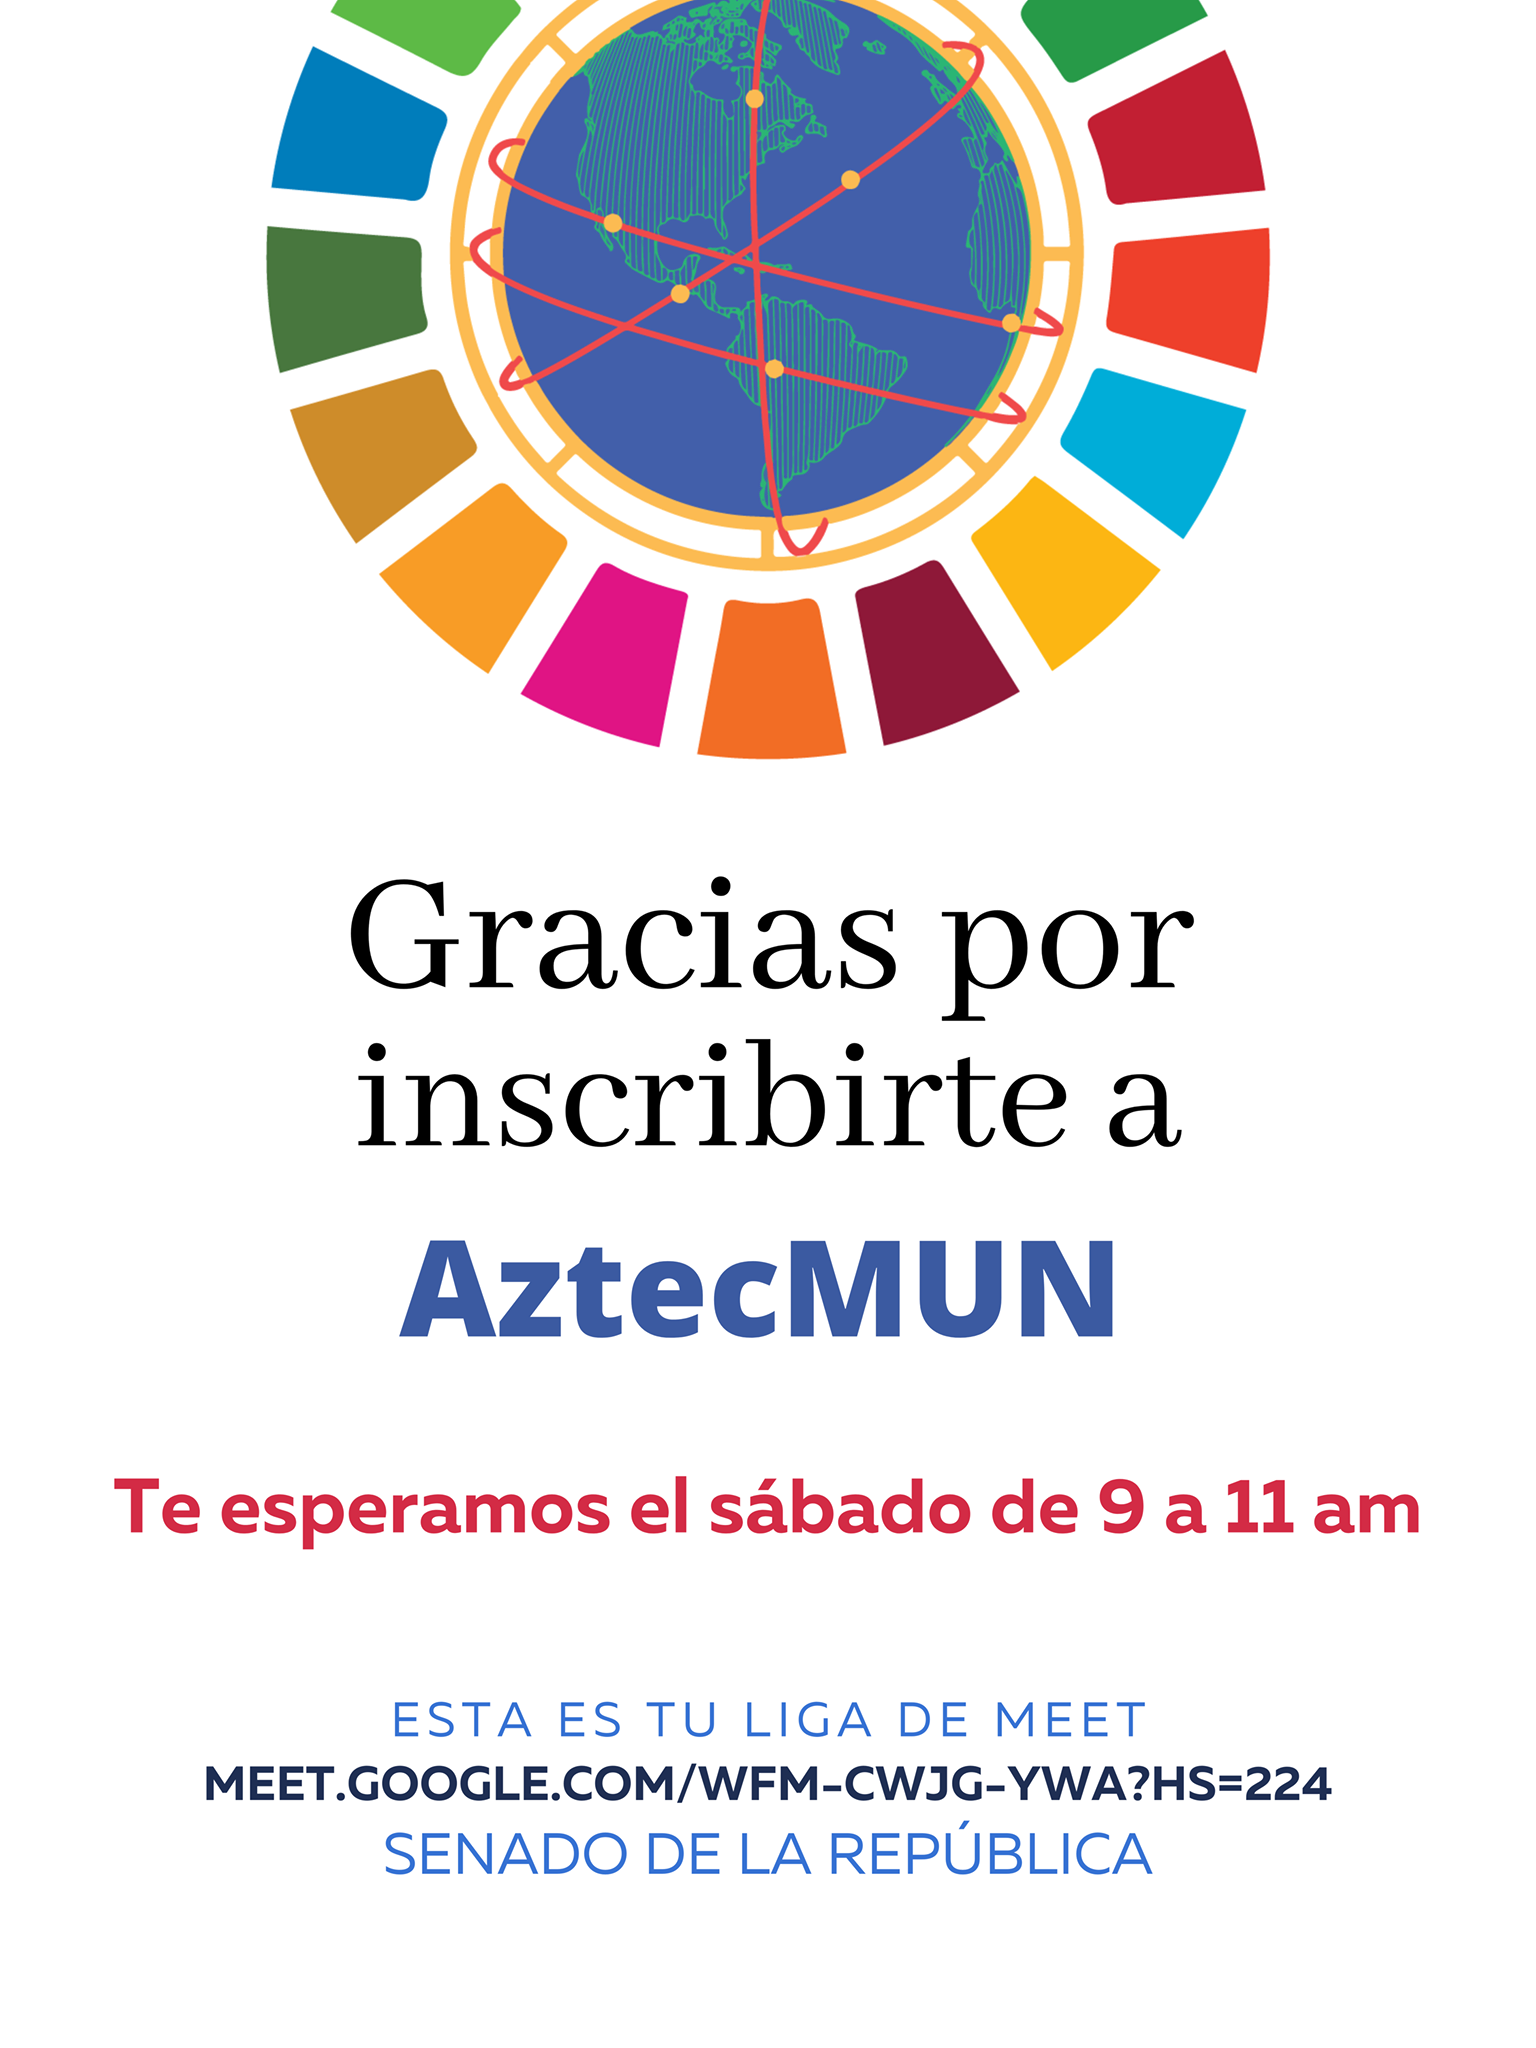 Gracias por
inscribirte a
AztecMUN
Te esperamos el sábado de 9 a 11 am
ESTA ES TU LIGA DE MEET
MEET.GOOGLE.COM/WFM-CWJG-YWA?HS=224
SENADO DE LA REPÚBLICA